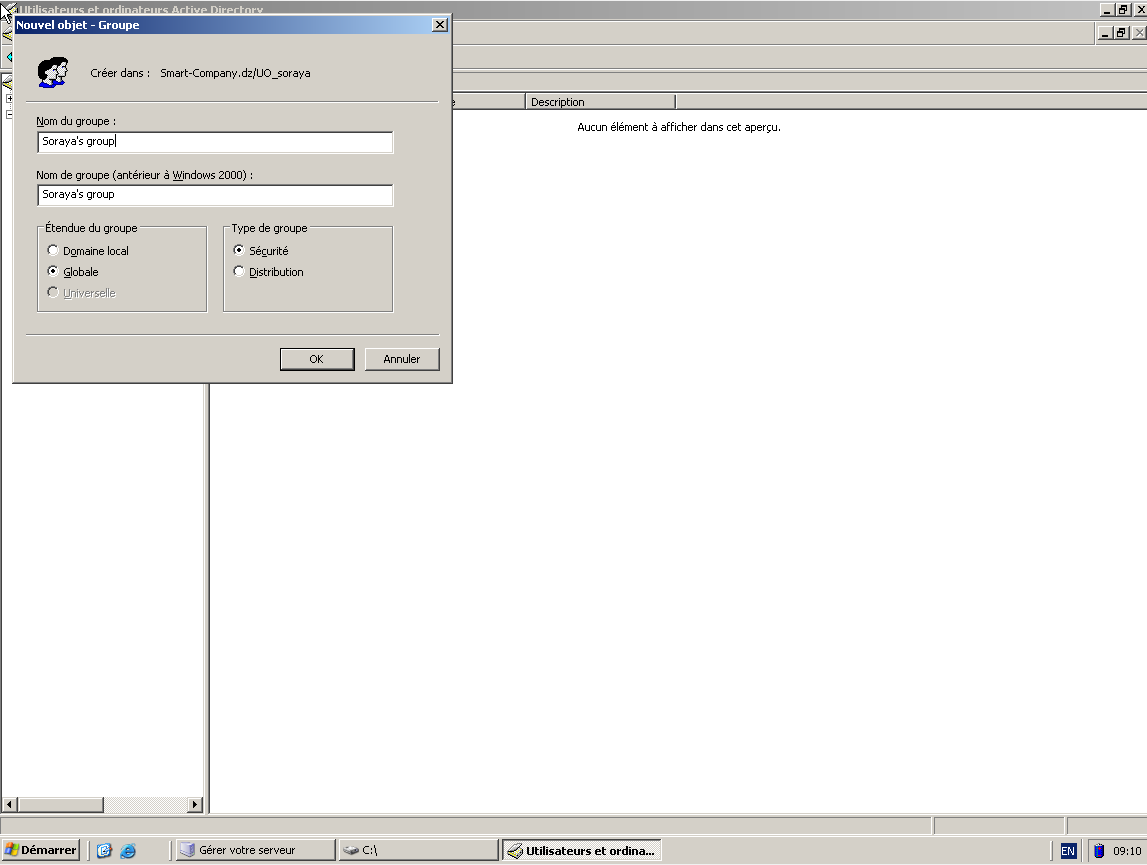 Utilisateurs et ordinateurs Active Directory
Nouvel objet - Groupe
Créer dans : Smart-Company.dz/UO_soraya
Description
Aucun élément à afficher dans cet aperçu.
Nom du groupe :
Soraya's group
Nom de groupe (antérieur à Windows 2000) :
Soraya's group
Étendue du groupe
Type de groupe
Domaine local
Sécurité
Globale
Distribution
Universelle
OK
Annuler
Démarrer
Gérer votre serveur
C:\
Utilisateurs et ordina...
EN
09:10